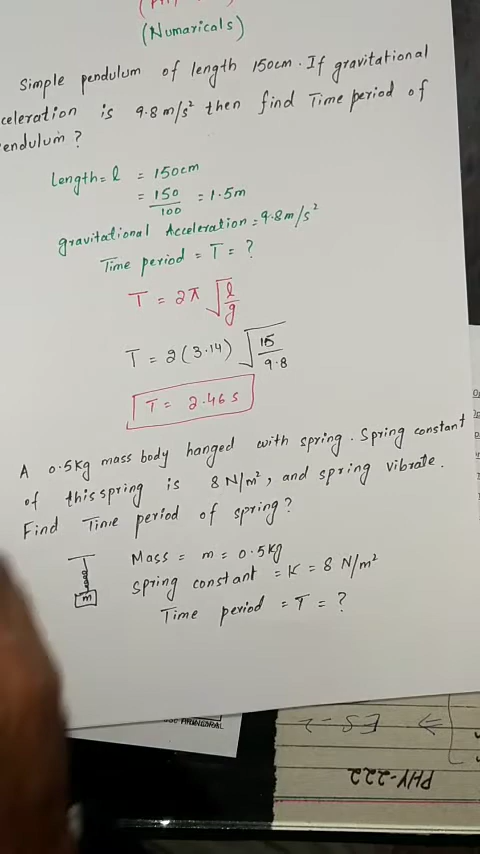 (Numaricals)
Simple pendulum of length 150cm. If gravitational
celeration is 9.8 m/s² then find Time period of
endulum?
length = l = 150cm
= 150/100 = 1.5m
gravitational Acceleration = 9.8m/s²
Time period = T = ?
T = 2π √l/g
T = 2(3.14) √15/9.8
T = 2.46 s
A 0.5Kg mass body hanged with spring. Spring constant
of this spring is 8 N/m², and spring vibrate.
Find Time period of spring?
m
Mass = m = 0.5kg
Spring constant = K = 8 N/m²
Time period = T = ?
PHY-222